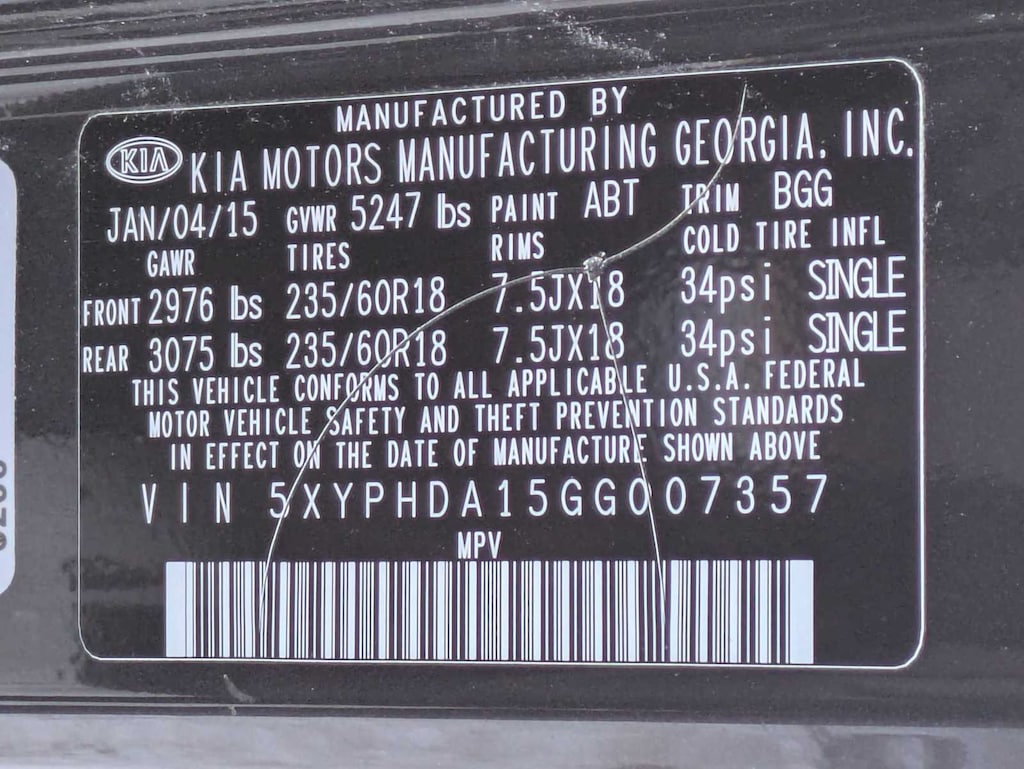 MANUFACTURED BY
KIA KIA MOTORS MANUFACTURING GEORGIA, INC.
JAN/04/15 GVWR 5247 lbs PAINT ABT TRIM BGG
GAWR TIRES RIMS COLD TIRE INFL
FRONT 2976 lbs 235/60R18 7.5JX18 34psi SINGLE
REAR 3075 lbs 235/60R18 7.5JX18 34psi SINGLE
THIS VEHICLE CONFORMS TO ALL APPLICABLE U.S.A. FEDERAL
MOTOR VEHICLE SAFETY AND THEFT PREVENTION STANDARDS
IN EFFECT ON THE DATE OF MANUFACTURE SHOWN ABOVE
VIN 5XYPHDA15GG007357
MPV